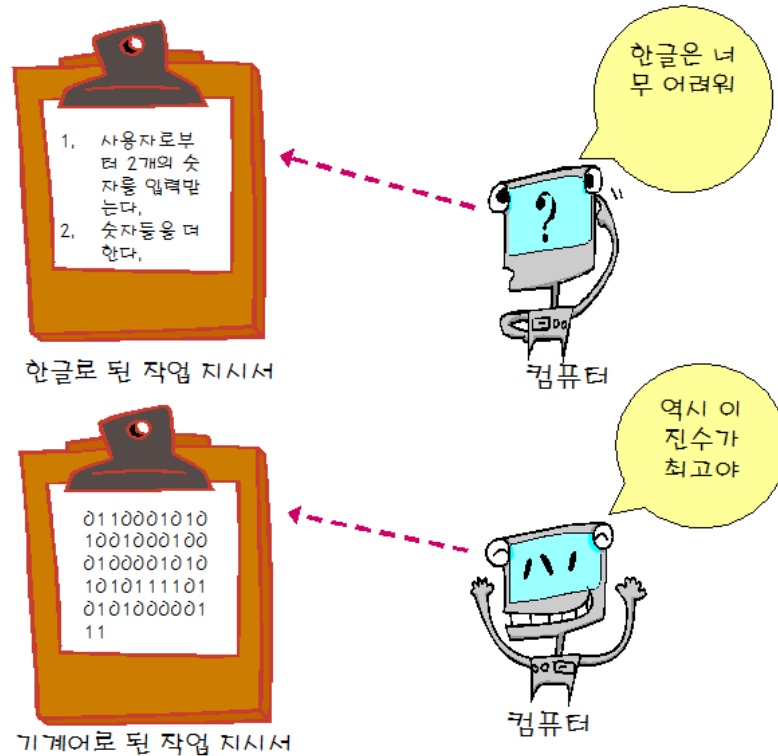 한글은 너
무 어려워
1, 사용자로부
터 2개의 숫
자를 입력받
는다,
2, 숫자들을 더
한다,
한글로 된 작업 지시서
컴퓨터
역시 이
진수가
최고야
0110001010
1001000100
0100001010
1010111101
0101000001
11
기계어로 된 작업 지시서
컴퓨터